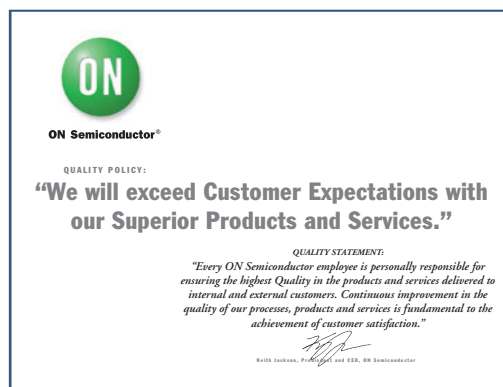 ON
ON Semiconductor®
QUALITY POLICY:
“We will exceed Customer Expectations with
our Superior Products and Services.”
QUALITY STATEMENT:
“Every ON Semiconductor employee is personally responsible for
ensuring the highest Quality in the products and services delivered to
internal and external customers. Continuous improvement in the
quality of our processes, products and services is fundamental to the
achievement of customer satisfaction.”
Keith Jackson, President and CEO, ON Semiconductor